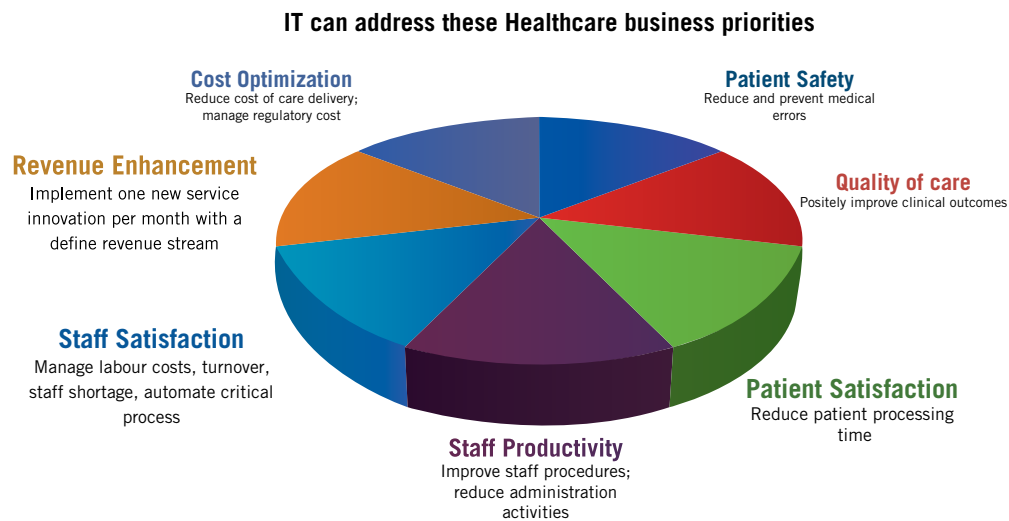 IT can address these Healthcare business priorities
Cost Optimization
Reduce cost of care delivery;
manage regulatory cost
Patient Safety
Reduce and prevent medical
errors
Revenue Enhancement
Implement one new service
innovation per month with a
define revenue stream
Quality of care
Positely improve clinical outcomes
Staff Satisfaction
Manage labour costs, turnover,
staff shortage, automate critical
process
Patient Satisfaction
Reduce patient processing
time
Staff Productivity
Improve staff procedures;
reduce administration
activities